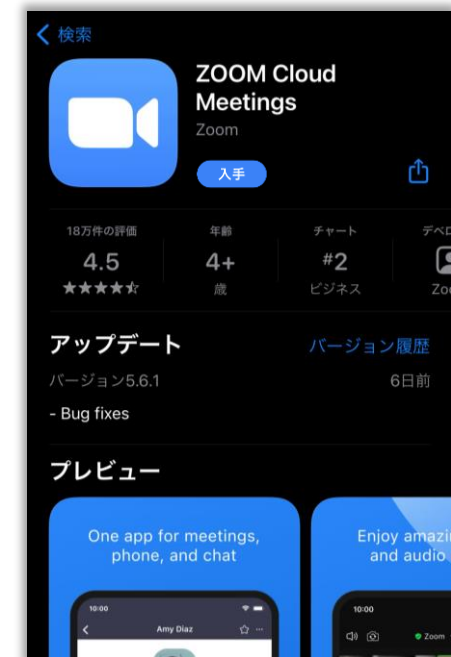 検索
ZOOM Cloud
Meetings
Zoom
入手
18万件の評価
年齢
チャート
4.5
4+
#2
★★★★⯪
歳
ビジネス
アップデート
バージョン履歴
バージョン5.6.1
6日前
- Bug fixes
プレビュー
One app for meetings,
phone, and chat
Enjoy
and audio
10:00
Amy Diaz
10:00
Zoom